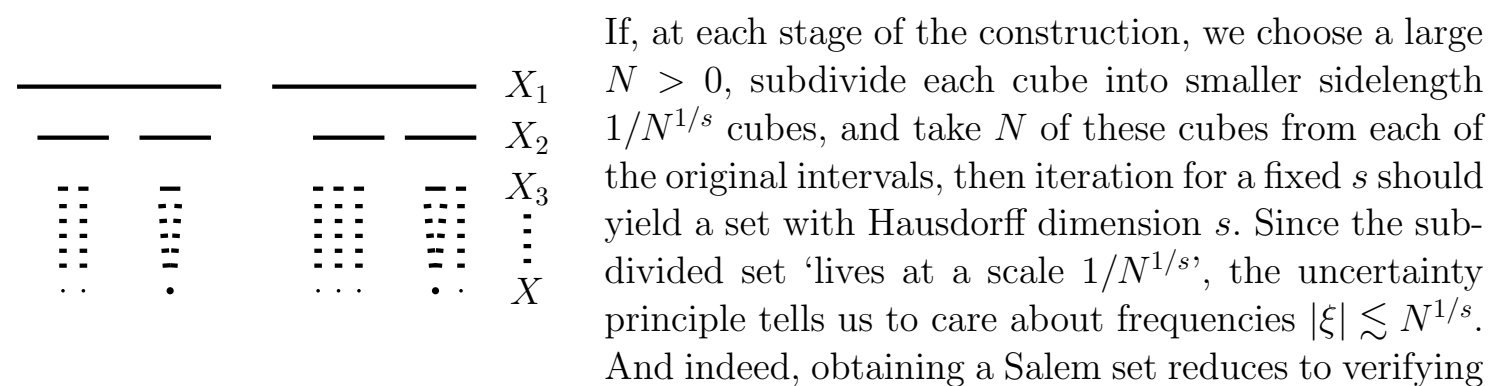 X₁
X₂
X₃
X
If, at each stage of the construction, we choose a large
N > 0, subdivide each cube into smaller sidelength
1/N^{1/s} cubes, and take N of these cubes from each of
the original intervals, then iteration for a fixed s should
yield a set with Hausdorff dimension s. Since the sub-
divided set ‘lives at a scale 1/N^{1/s}’, the uncertainty
principle tells us to care about frequencies |ξ| ≲ N^{1/s}.
And indeed, obtaining a Salem set reduces to verifying